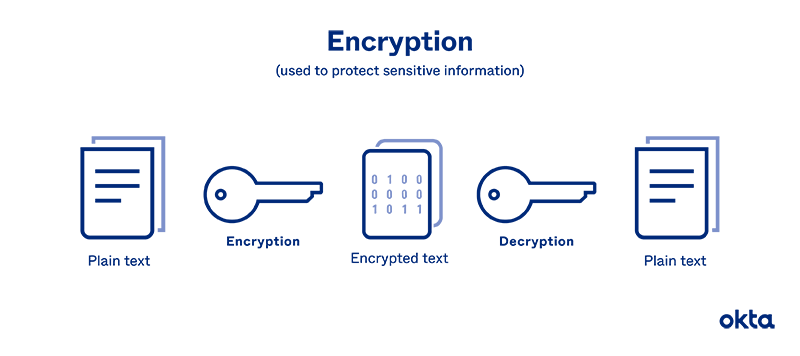 Encryption
(used to protect sensitive information)
0 1 0 0
0 0 0 0
1 0 1 1
Encryption
Decryption
Plain text
Encrypted text
Plain text
okta